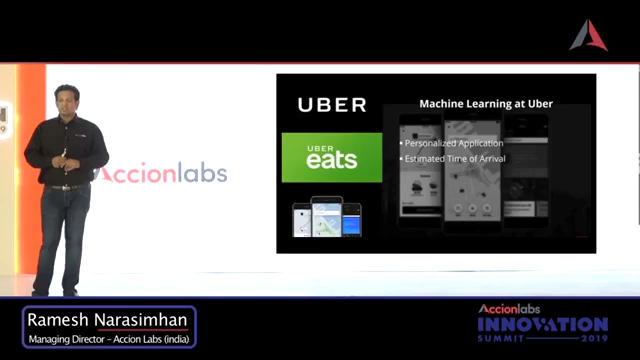 UBER
UBER
eats
Machine Learning at Uber
▪ Personalized Application
▪ Estimated Time of Arrival
Accionlabs
9
Ramesh Narasimhan
Managing Director – Accion Labs (india)
Accionlabs
INNOVATION
SUMMIT 2019